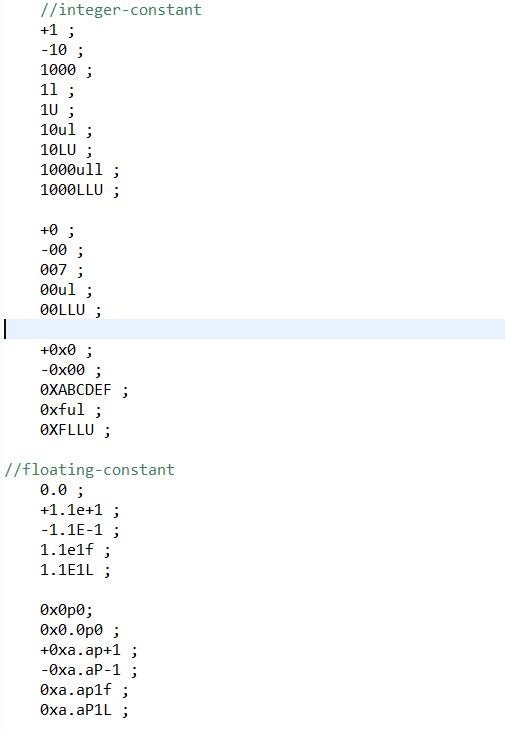 //integer-constant
+1 ;
-10 ;
1000 ;
1l ;
1U ;
10ul ;
10LU ;
1000ull ;
1000LLU ;
+0 ;
-00 ;
007 ;
00ul ;
00LLU ;
+0x0 ;
-0x00 ;
0XABCDEF ;
0xful ;
0XFLLU ;
//floating-constant
0.0 ;
+1.1e+1 ;
-1.1E-1 ;
1.1e1f ;
1.1E1L ;
0x0p0;
0x0.0p0 ;
+0xa.ap+1 ;
-0xa.aP-1 ;
0xa.ap1f ;
0xa.aP1L ;